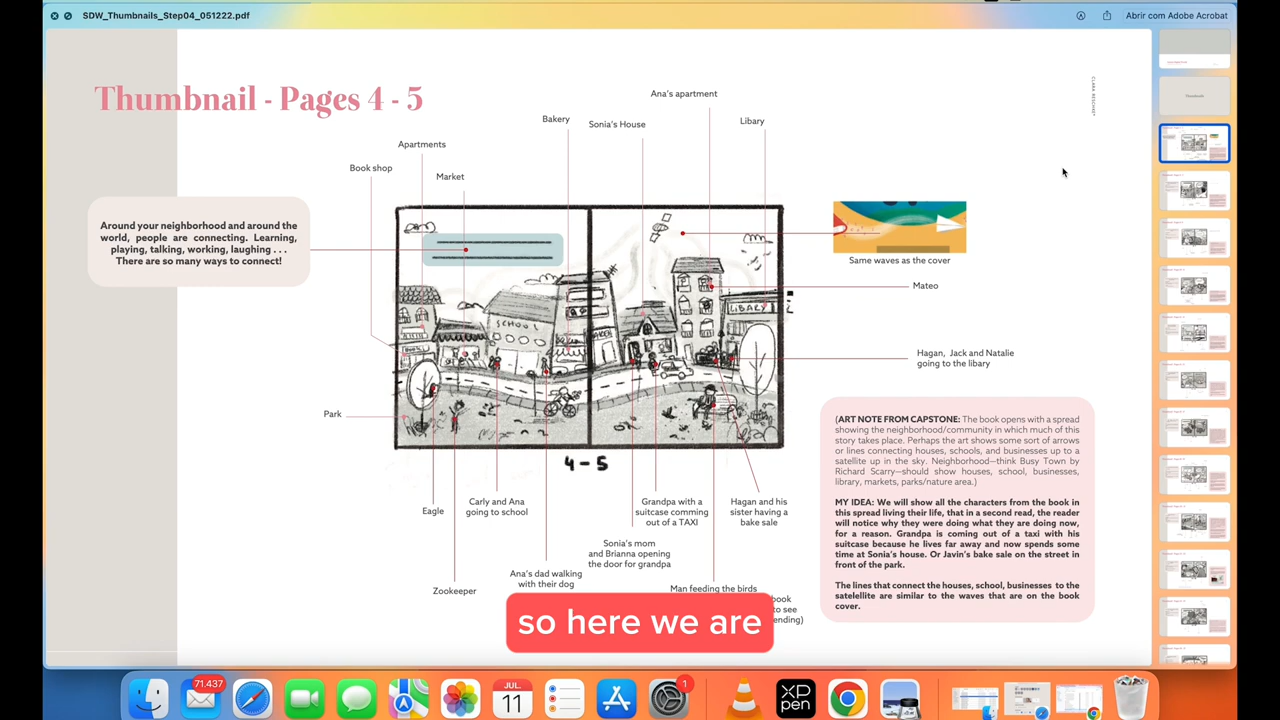 SDW_Thumbnails_Step04_051222.pdf
Abrir com Adobe Acrobat
Thumbnail - Pages 4 - 5
Ana's apartment
Bakery
Sonia's House
Libary
Apartments
Book shop
Market
Around your neighborhood and around the
world, people are connecting. Learning,
playing, talking, working, laughing . . .
There are so many ways to connect!
SCHOOL
LIBARY
Same waves as the cover
Mateo
Hagan, Jack and Natalie
going to the libary
Park
4 - 5
(ART NOTE FROM CAPSTONE: The book opens with a spread
showing the neighborhood/community in which much of this
story takes place. Perhaps the art shows some sort of arrows
or lines connecting houses, schools, and businesses up to a
satellite up in the sky. Neighborhood—think Busy Town by
Richard Scarry—should show houses, school, businesses,
library, markets, parks/nature area.)
MY IDEA: We will show all the characters from the book in
this spread living their life, that in a second read, the reader
will notice why they were doing what they are doing now,
for a reason. Grandpa is coming out of a taxi with his
suitcase because he lives far away and now spends some
time at Sonia's house. Or Javin's bake sale on the street in
front of the park.
The lines that connect the houses, school, businesses to the
satelellite are similar to the waves that are on the book
cover.
Eagle
Carly and Ana
going to school
Grandpa with a
suitcase comming
out of a TAXI
Hagan and his
sister having a
bake sale
Sonia's mom
and Brianna opening
the door for grandpa
Zookeeper
Ana's dad walking
with their dog
Man feeding the birds
book
to see
ending)
so here we are
71.437
JUL.
11
1
XP
pen